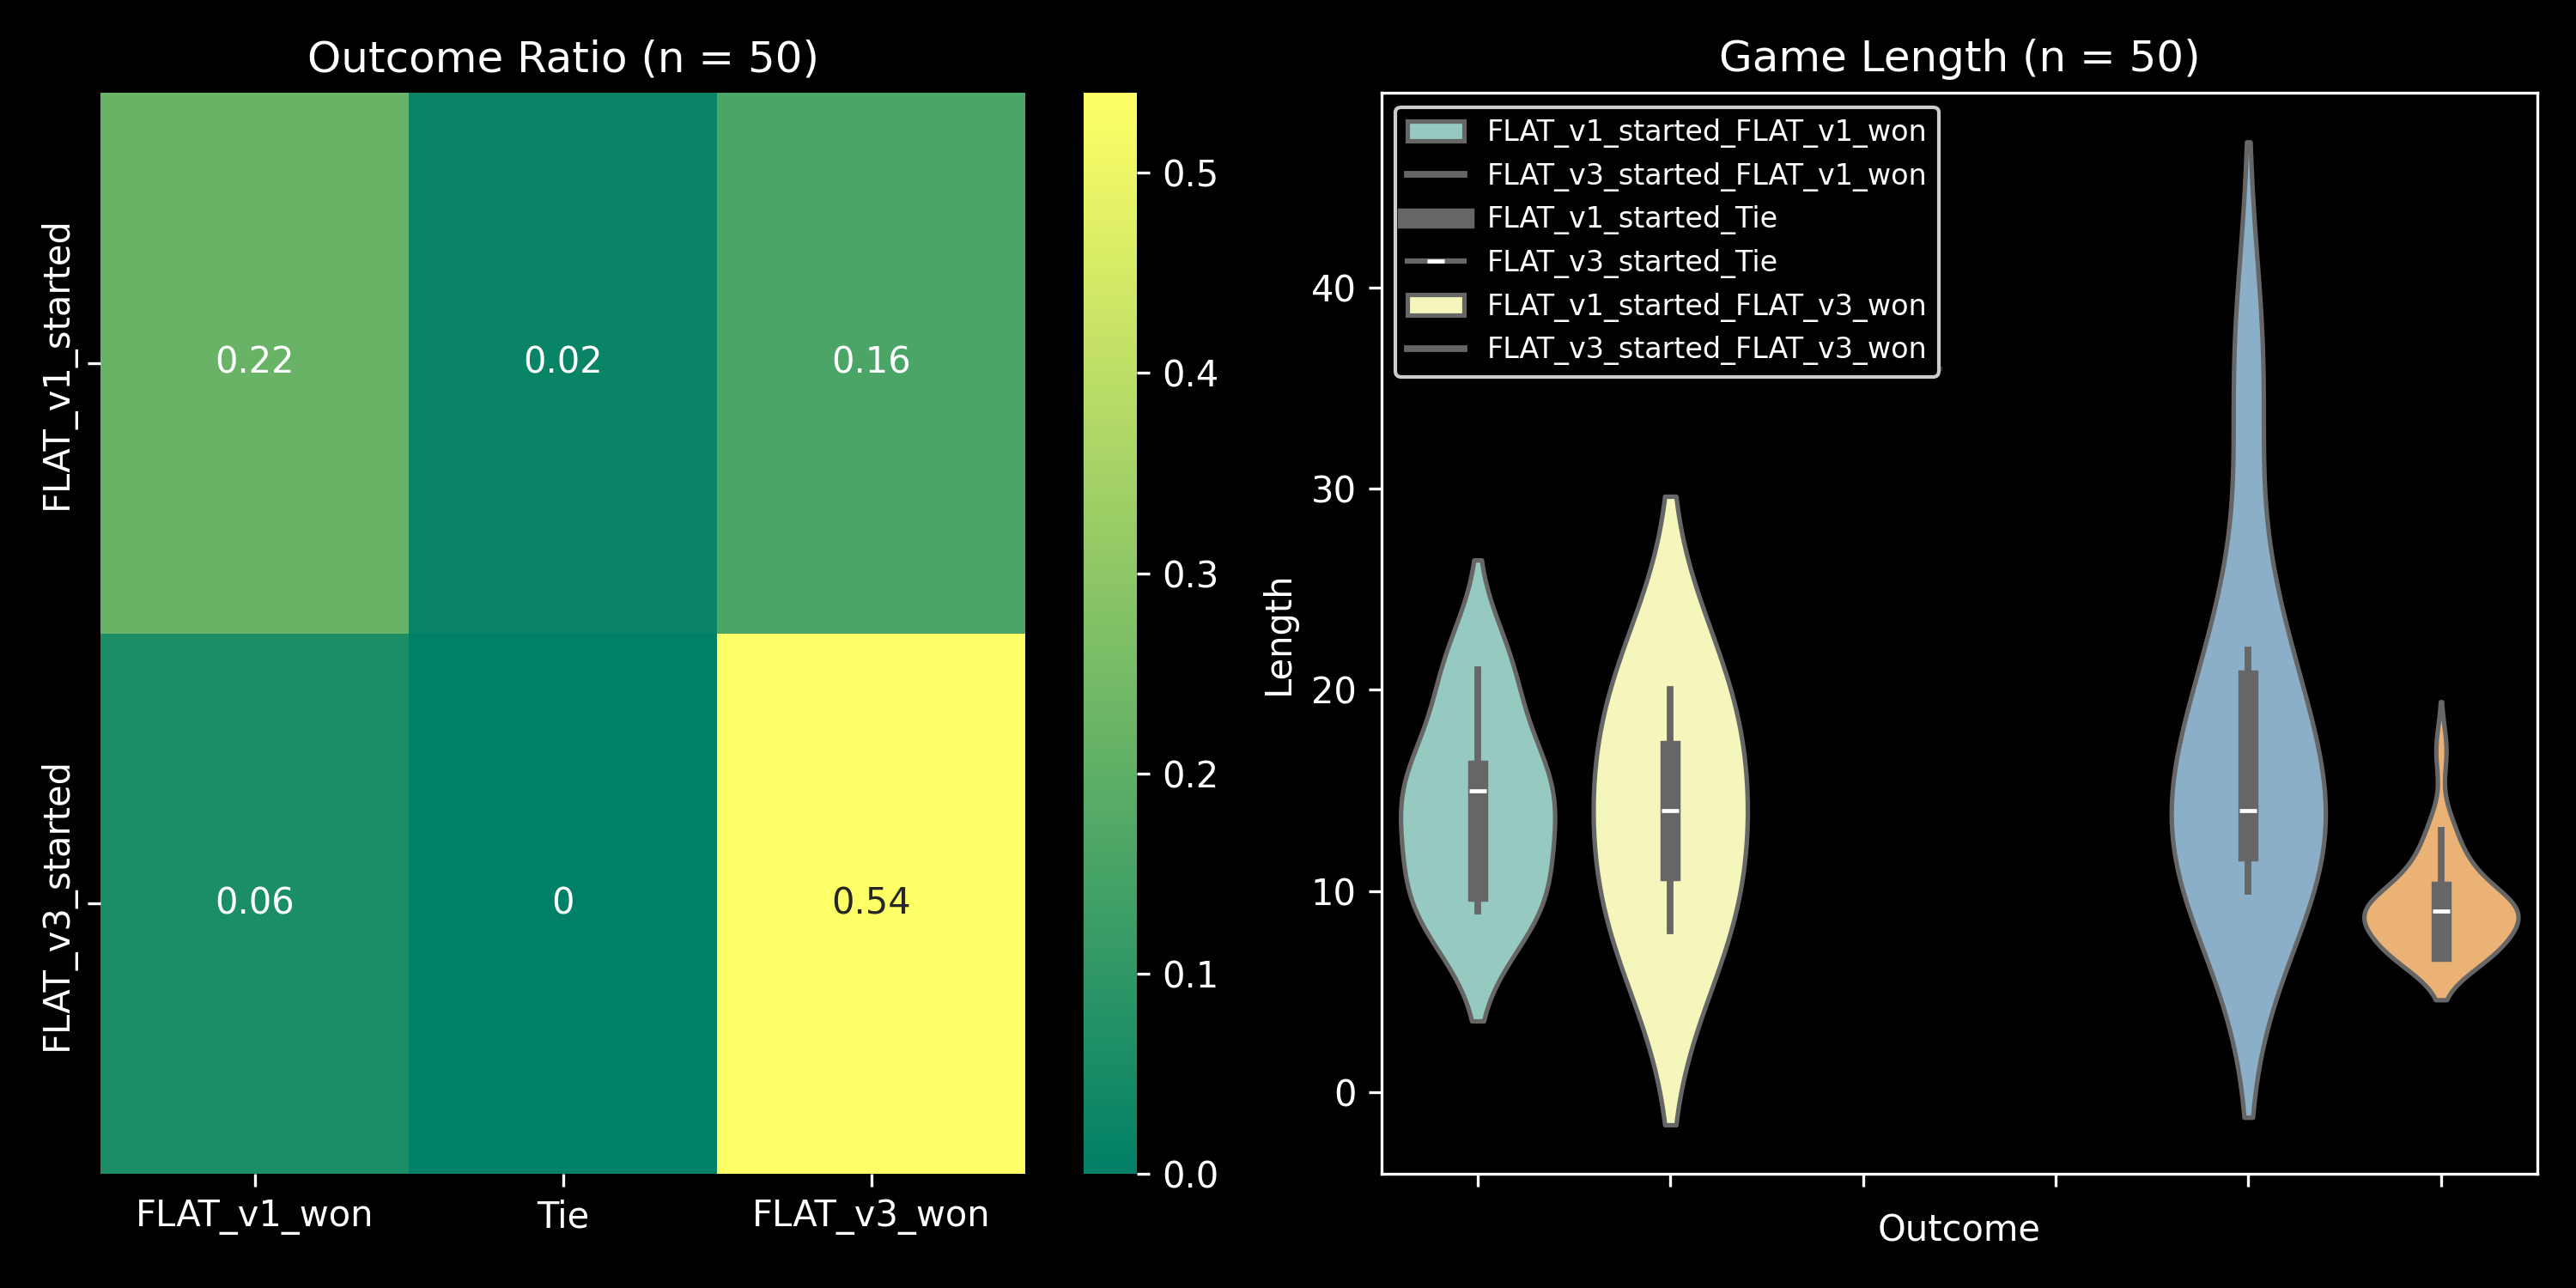 Outcome Ratio (n = 50)
FLAT_v1_started
FLAT_v3_started
0.22
0.02
0.16
0.06
0
0.54
FLAT_v1_won
Tie
FLAT_v3_won
0.5
0.4
0.3
0.2
0.1
0.0
Game Length (n = 50)
FLAT_v1_started_FLAT_v1_won
FLAT_v3_started_FLAT_v1_won
FLAT_v1_started_Tie
FLAT_v3_started_Tie
FLAT_v1_started_FLAT_v3_won
FLAT_v3_started_FLAT_v3_won
Length
40
30
20
10
0
Outcome